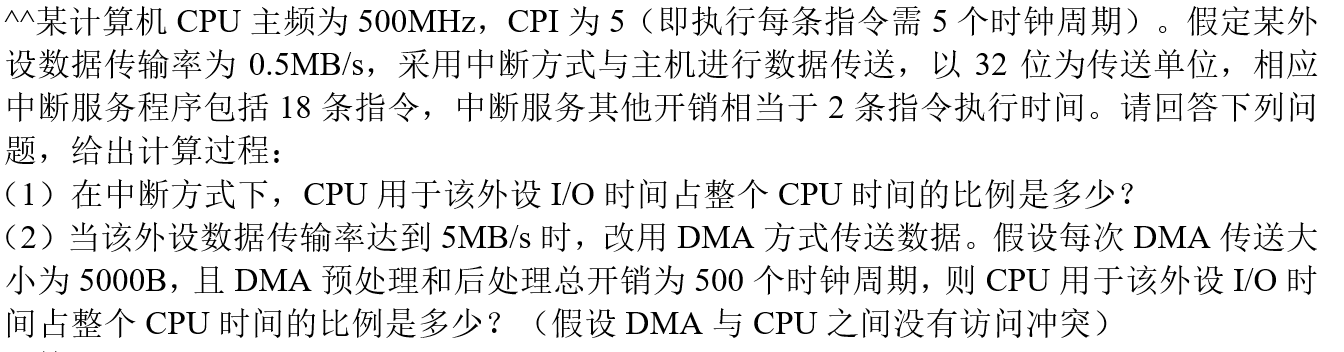 ^^某计算机 CPU 主频为 500MHz，CPI 为 5（即执行每条指令需 5 个时钟周期）。假定某外
设数据传输率为 0.5MB/s，采用中断方式与主机进行数据传送，以 32 位为传送单位，相应
中断服务程序包括 18 条指令，中断服务其他开销相当于 2 条指令执行时间。请回答下列问
题，给出计算过程：
（1）在中断方式下，CPU 用于该外设 I/O 时间占整个 CPU 时间的比例是多少？
（2）当该外设数据传输率达到 5MB/s 时，改用 DMA 方式传送数据。假设每次 DMA 传送大
小为 5000B，且 DMA 预处理和后处理总开销为 500 个时钟周期，则 CPU 用于该外设 I/O 时
间占整个 CPU 时间的比例是多少？（假设 DMA 与 CPU 之间没有访问冲突）